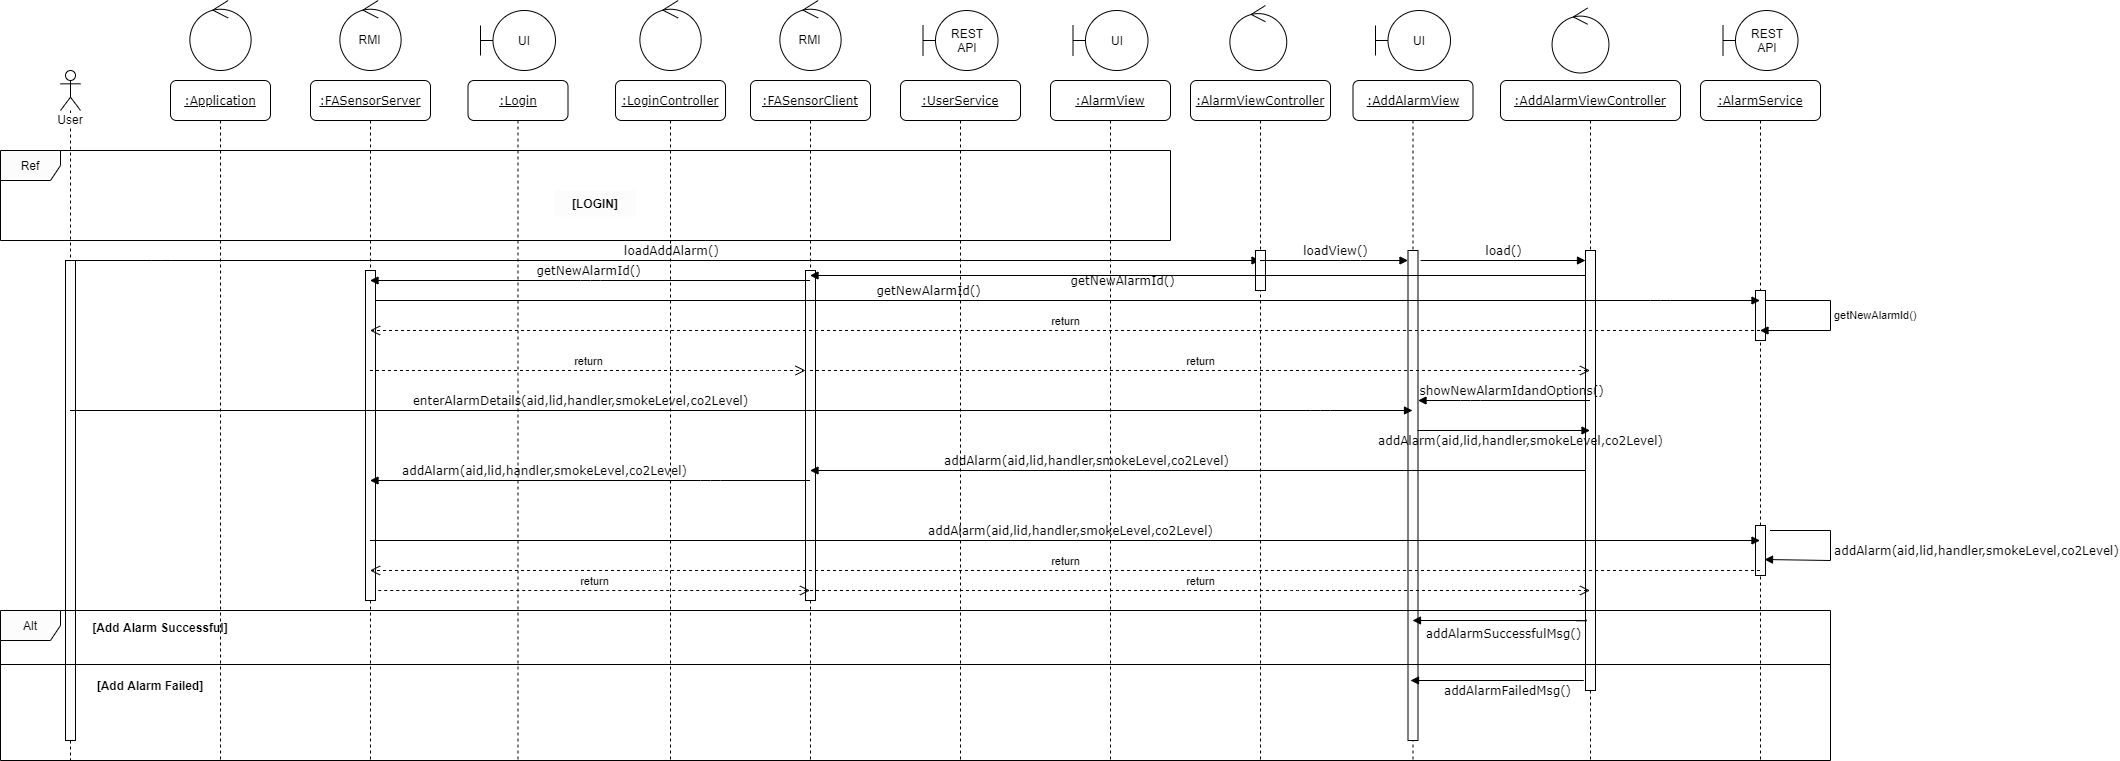 RMI
UI
RMI
REST
API
UI
UI
REST
API
User
:Application
:FASensorServer
:Login
:LoginController
:FASensorClient
:UserService
:AlarmView
:AlarmViewController
:AddAlarmView
:AddAlarmViewController
:AlarmService
Ref
[LOGIN]
loadAddAlarm()
loadView()
load()
getNewAlarmId()
getNewAlarmId()
getNewAlarmId()
getNewAlarmId()
return
return
return
showNewAlarmIdandOptions()
enterAlarmDetails(aid,lid,handler,smokeLevel,co2Level)
addAlarm(aid,lid,handler,smokeLevel,co2Level)
addAlarm(aid,lid,handler,smokeLevel,co2Level)
addAlarm(aid,lid,handler,smokeLevel,co2Level)
addAlarm(aid,lid,handler,smokeLevel,co2Level)
addAlarm(aid,lid,handler,smokeLevel,co2Level)
return
return
return
Alt
[Add Alarm Successful]
addAlarmSuccessfulMsg()
[Add Alarm Failed]
addAlarmFailedMsg()